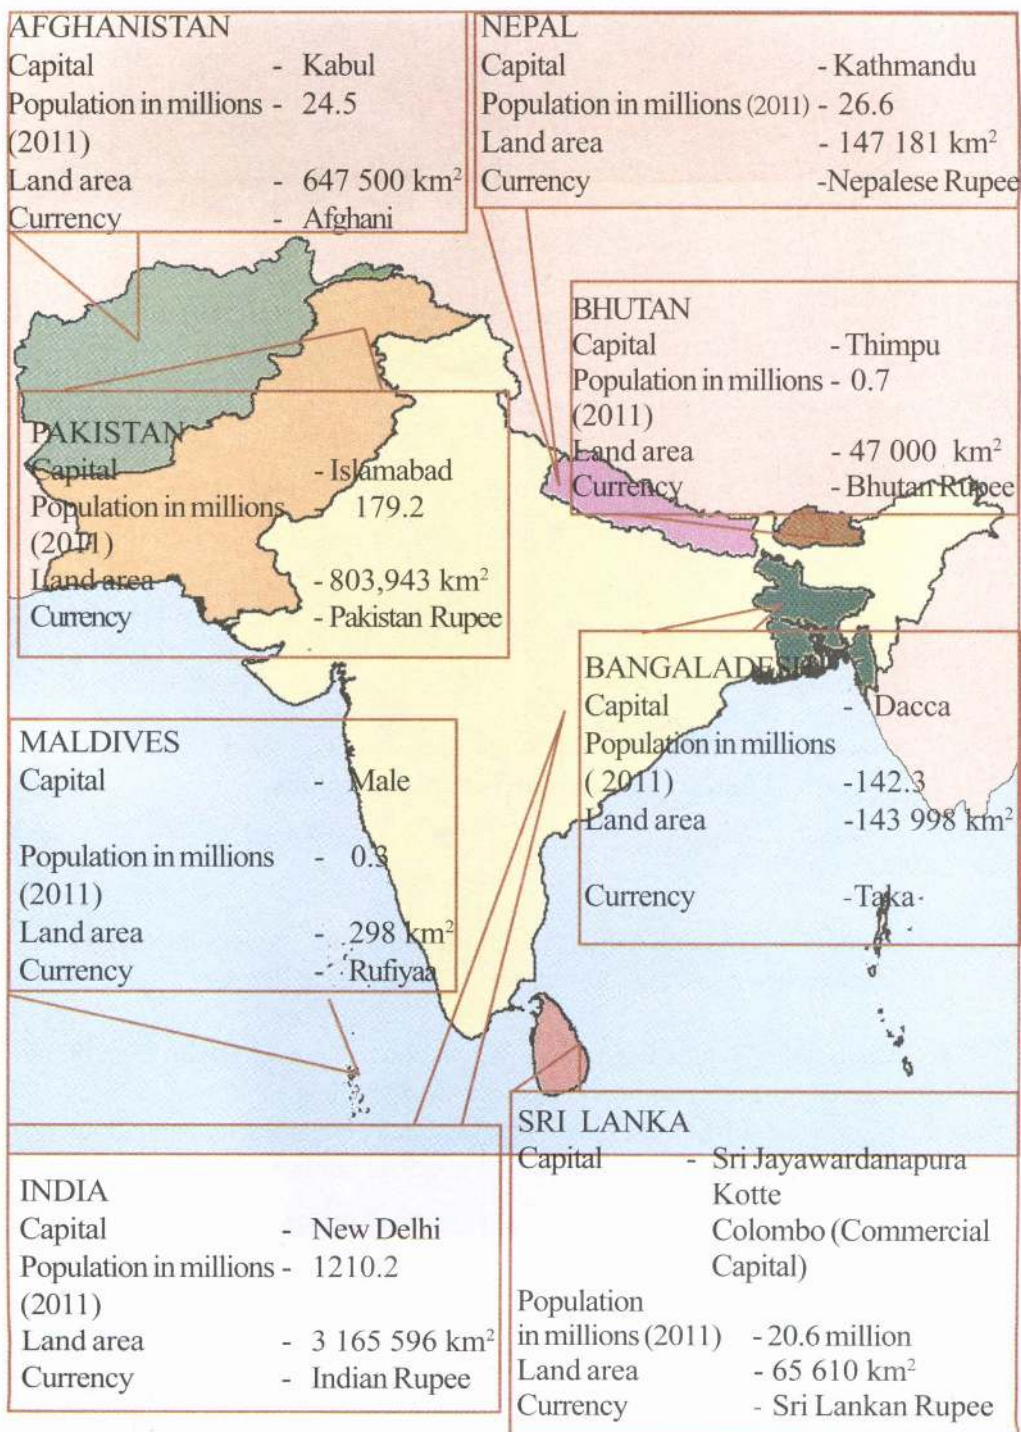 AFGHANISTAN
Capital - Kabul
Population in millions - 24.5
(2011)
Land area - 647 500 km²
Currency - Afghani
NEPAL
Capital - Kathmandu
Population in millions (2011) - 26.6
Land area - 147 181 km²
Currency -Nepalese Rupee
BHUTAN
Capital - Thimpu
Population in millions - 0.7
(2011)
Land area - 47 000 km²
Currency - Bhutan Rupee
PAKISTAN
Capital - Islamabad
Population in millions - 179.2
(2011)
Land area - 803,943 km²
Currency - Pakistan Rupee
BANGALADESH
Capital - Dacca
Population in millions
( 2011) -142.3
Land area -143 998 km²
Currency -Taka
MALDIVES
Capital - Male
Population in millions - 0.3
(2011)
Land area - 298 km²
Currency - Rufiyaa
INDIA
Capital - New Delhi
Population in millions - 1210.2
(2011)
Land area - 3 165 596 km²
Currency - Indian Rupee
SRI LANKA
Capital - Sri Jayawardanapura
Kotte
Colombo (Commercial
Capital)
Population
in millions (2011) - 20.6 million
Land area - 65 610 km²
Currency - Sri Lankan Rupee